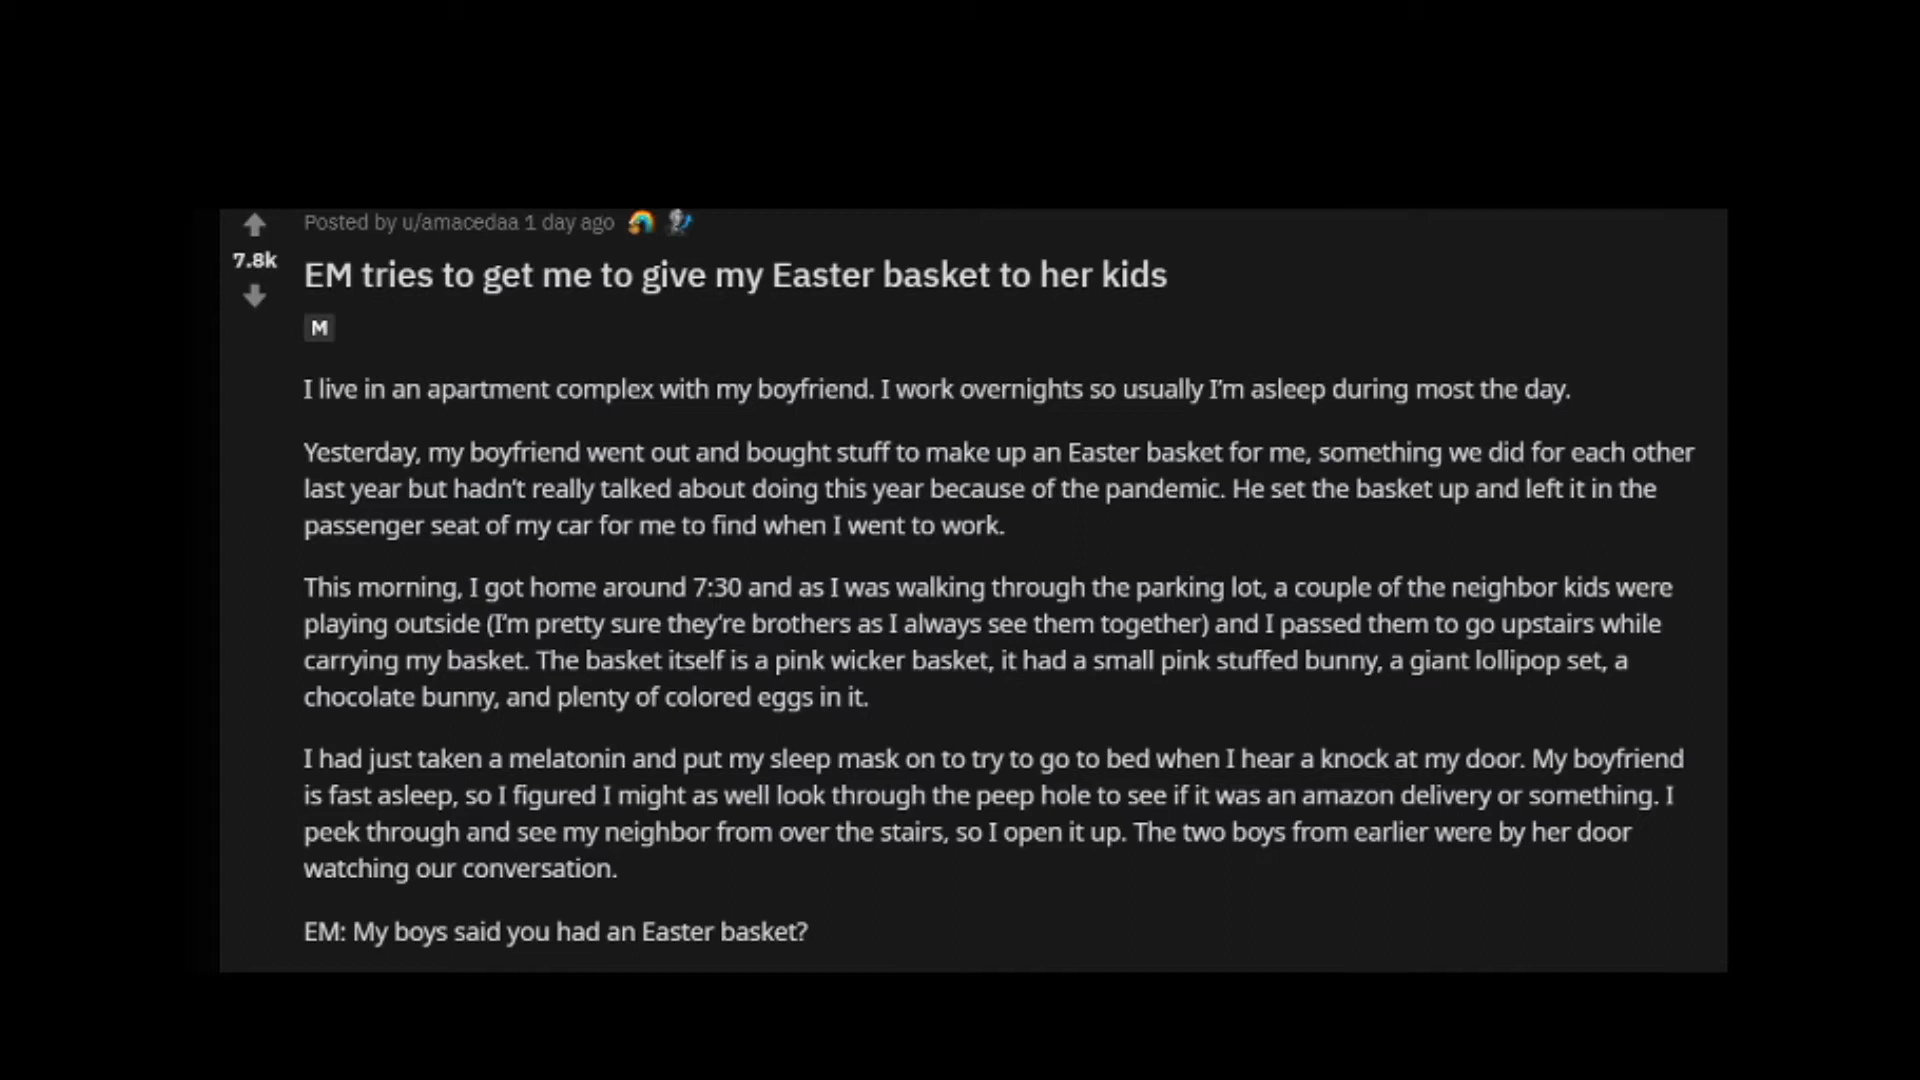 Posted by u/amacedaa 1 day ago
7.8k
EM tries to get me to give my Easter basket to her kids
M
I live in an apartment complex with my boyfriend. I work overnights so usually I'm asleep during most the day.
Yesterday, my boyfriend went out and bought stuff to make up an Easter basket for me, something we did for each other
last year but hadn't really talked about doing this year because of the pandemic. He set the basket up and left it in the
passenger seat of my car for me to find when I went to work.
This morning, I got home around 7:30 and as I was walking through the parking lot, a couple of the neighbor kids were
playing outside (I'm pretty sure they're brothers as I always see them together) and I passed them to go upstairs while
carrying my basket. The basket itself is a pink wicker basket, it had a small pink stuffed bunny, a giant lollipop set, a
chocolate bunny, and plenty of colored eggs in it.
I had just taken a melatonin and put my sleep mask on to try to go to bed when I hear a knock at my door. My boyfriend
is fast asleep, so I figured I might as well look through the peep hole to see if it was an amazon delivery or something. I
peek through and see my neighbor from over the stairs, so I open it up. The two boys from earlier were by her door
watching our conversation.
EM: My boys said you had an Easter basket?